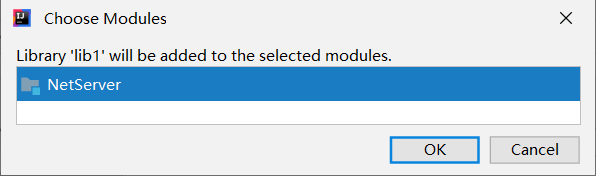 Choose Modules
Library 'lib1' will be added to the selected modules.
NetServer
OK
Cancel